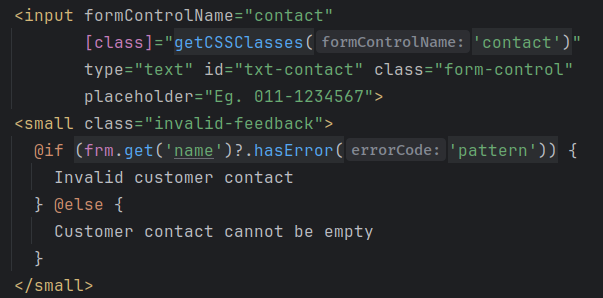 <input formControlName="contact"
[class]="getCSSClasses( formControlName: 'contact')"
type="text" id="txt-contact" class="form-control"
placeholder="Eg. 011-1234567">
<small class="invalid-feedback">
@if (frm.get('name')?.hasError( errorCode: 'pattern')) {
Invalid customer contact
} @else {
Customer contact cannot be empty
}
</small>